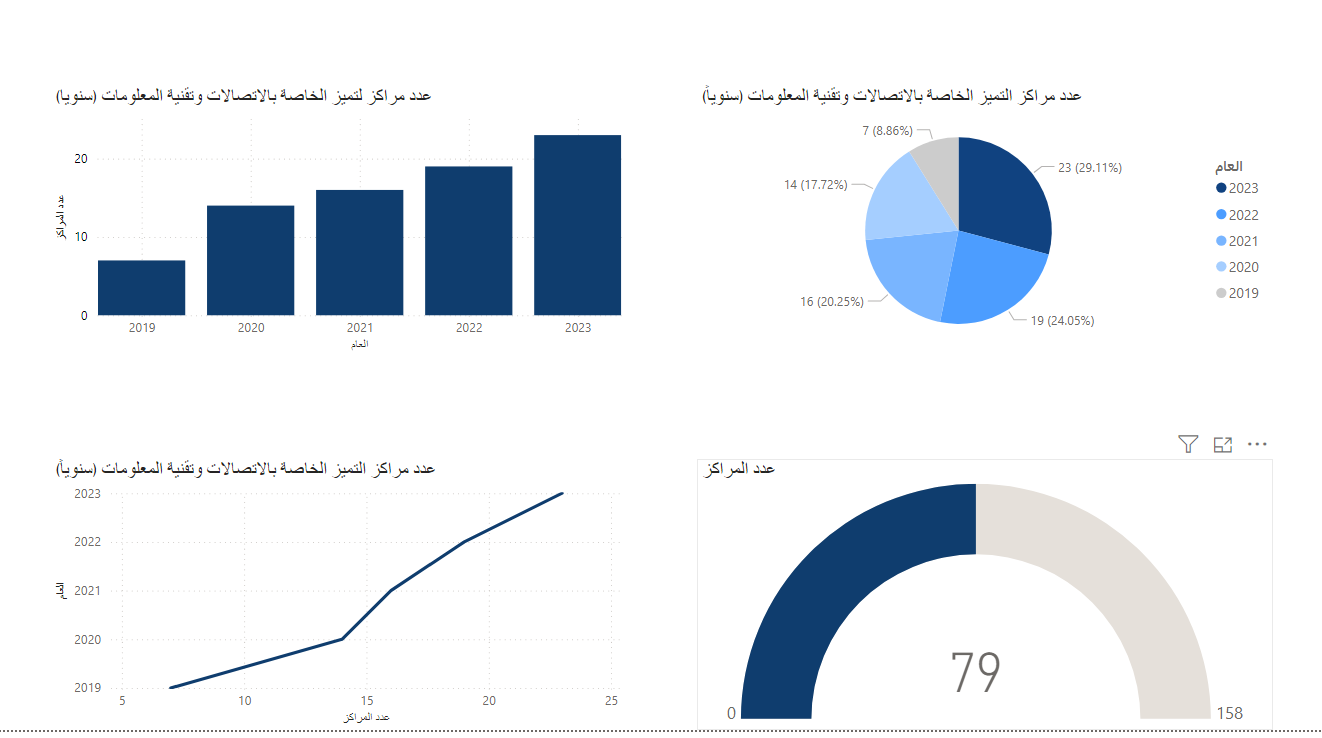 عدد مراكز لتميز الخاصة بالاتصالات وتقنية المعلومات (سنويا)
20
10
0
عدد المراكز
2019 2020 2021 2022 2023
العام
عدد مراكز التميز الخاصة بالاتصالات وتقنية المعلومات (سنوياً)
7 (8.86%)
23 (29.11%)
14 (17.72%)
16 (20.25%)
19 (24.05%)
العام
2023
2022
2021
2020
2019
عدد مراكز التميز الخاصة بالاتصالات وتقنية المعلومات (سنوياً)
2023
2022
2021
2020
2019
العام
5 10 15 20 25
عدد المراكز
عدد المراكز
79
0 158